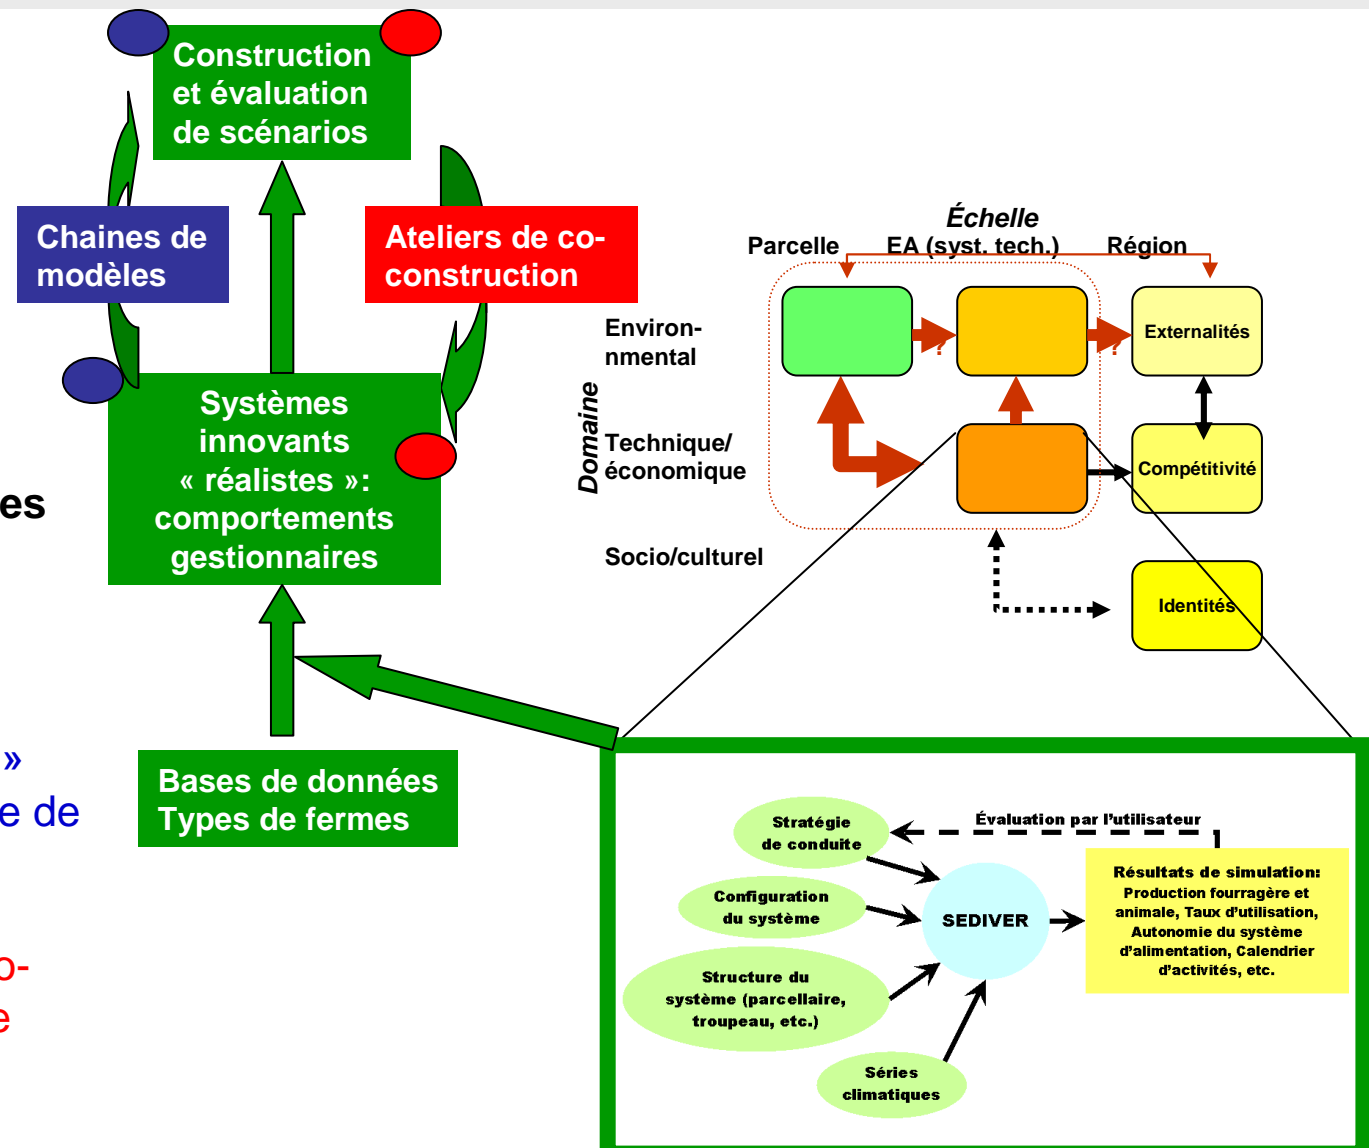 Construction
et évaluation
de scénarios
Chaines de
modèles
Ateliers de co-
construction
Systèmes
innovants
« réalistes »:
comportements
gestionnaires
es
»
e de
o-
e
Bases de données
Types de fermes
Échelle
Parcelle EA (syst. tech.) Région
Domaine
Environ-
nmental
? ?
Externalités
Technique/
économique
Compétitivité
Socio/culturel
Identités
Stratégie
de conduite
Évaluation par l'utilisateur
Configuration
du système
SEDIVER
Résultats de simulation:
Production fourragère et
animale, Taux d'utilisation,
Autonomie du système
d'alimentation, Calendrier
d'activités, etc.
Structure du
système (parcellaire,
troupeau, etc.)
Séries
climatiques